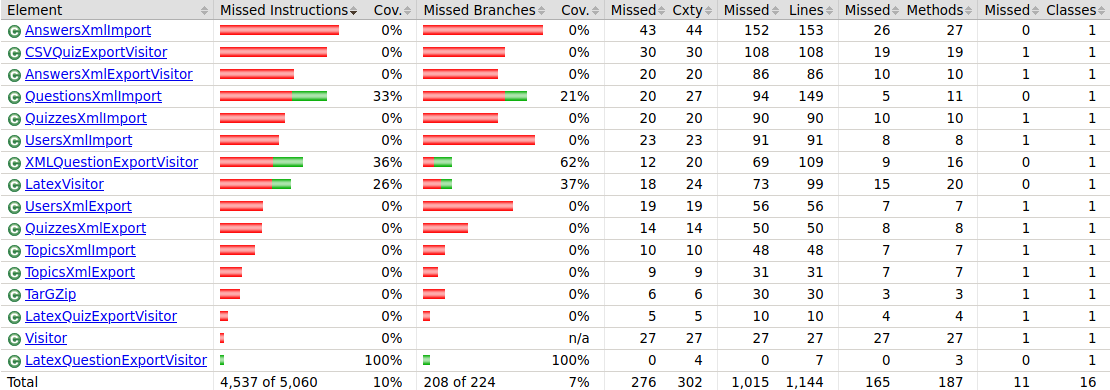 Element Missed Instructions Cov. Missed Branches Cov. Missed Cxty Missed Lines Missed Methods Missed Classes
C AnswersXmlImport 0% 0% 43 44 152 153 26 27 0 1
C CSVQuizExportVisitor 0% 0% 30 30 108 108 19 19 1 1
C AnswersXmlExportVisitor 0% 0% 20 20 86 86 10 10 1 1
C QuestionsXmlImport 33% 21% 20 27 94 149 5 11 0 1
C QuizzesXmlImport 0% 0% 20 20 90 90 10 10 1 1
C UsersXmlImport 0% 0% 23 23 91 91 8 8 1 1
C XMLQuestionExportVisitor 36% 62% 12 20 69 109 9 16 0 1
C LatexVisitor 26% 37% 18 24 73 99 15 20 0 1
C UsersXmlExport 0% 0% 19 19 56 56 7 7 1 1
C QuizzesXmlExport 0% 0% 14 14 50 50 8 8 1 1
C TopicsXmlImport 0% 0% 10 10 48 48 7 7 1 1
C TopicsXmlExport 0% 0% 9 9 31 31 7 7 1 1
C TarGZip 0% 0% 6 6 30 30 3 3 1 1
C LatexQuizExportVisitor 0% 0% 5 5 10 10 4 4 1 1
C Visitor 0% n/a 27 27 27 27 27 27 1 1
C LatexQuestionExportVisitor 100% 100% 0 4 0 7 0 3 0 1
Total 4,537 of 5,060 10% 208 of 224 7% 276 302 1,015 1,144 165 187 11 16